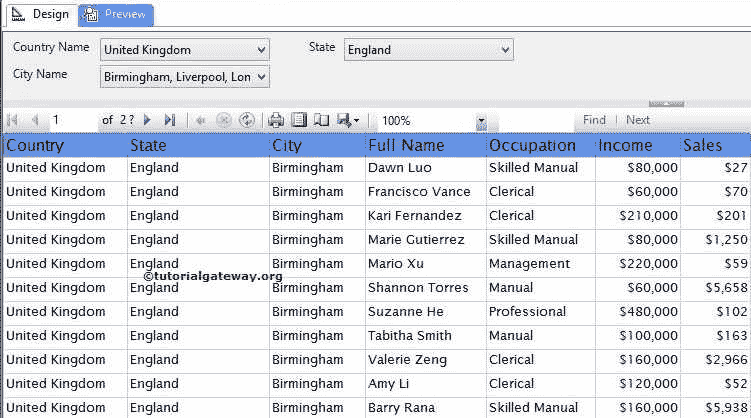 Design Preview
Country Name United Kingdom State England
City Name Birmingham, Liverpool, Lon
1 of 2 ? 100% Find | Next
Country State City Full Name Occupation Income Sales
United Kingdom England Birmingham Dawn Luo Skilled Manual $80,000 $27
United Kingdom England Birmingham Francisco Vance Clerical $60,000 $70
United Kingdom England Birmingham Kari Fernandez Clerical $210,000 $201
United Kingdom England Birmingham Marie Gutierrez Skilled Manual $80,000 $1,250
United Kingdom England Birmingham Mario Xu Management $220,000 $59
©tutorialgateway.org
United Kingdom England Birmingham Shannon Torres Manual $60,000 $5,658
United Kingdom England Birmingham Suzanne He Professional $480,000 $102
United Kingdom England Birmingham Tabitha Smith Manual $100,000 $163
United Kingdom England Birmingham Valerie Zeng Clerical $160,000 $2,966
United Kingdom England Birmingham Amy Li Clerical $120,000 $52
United Kingdom England Birmingham Barry Rana Skilled Manual $160,000 $5,938